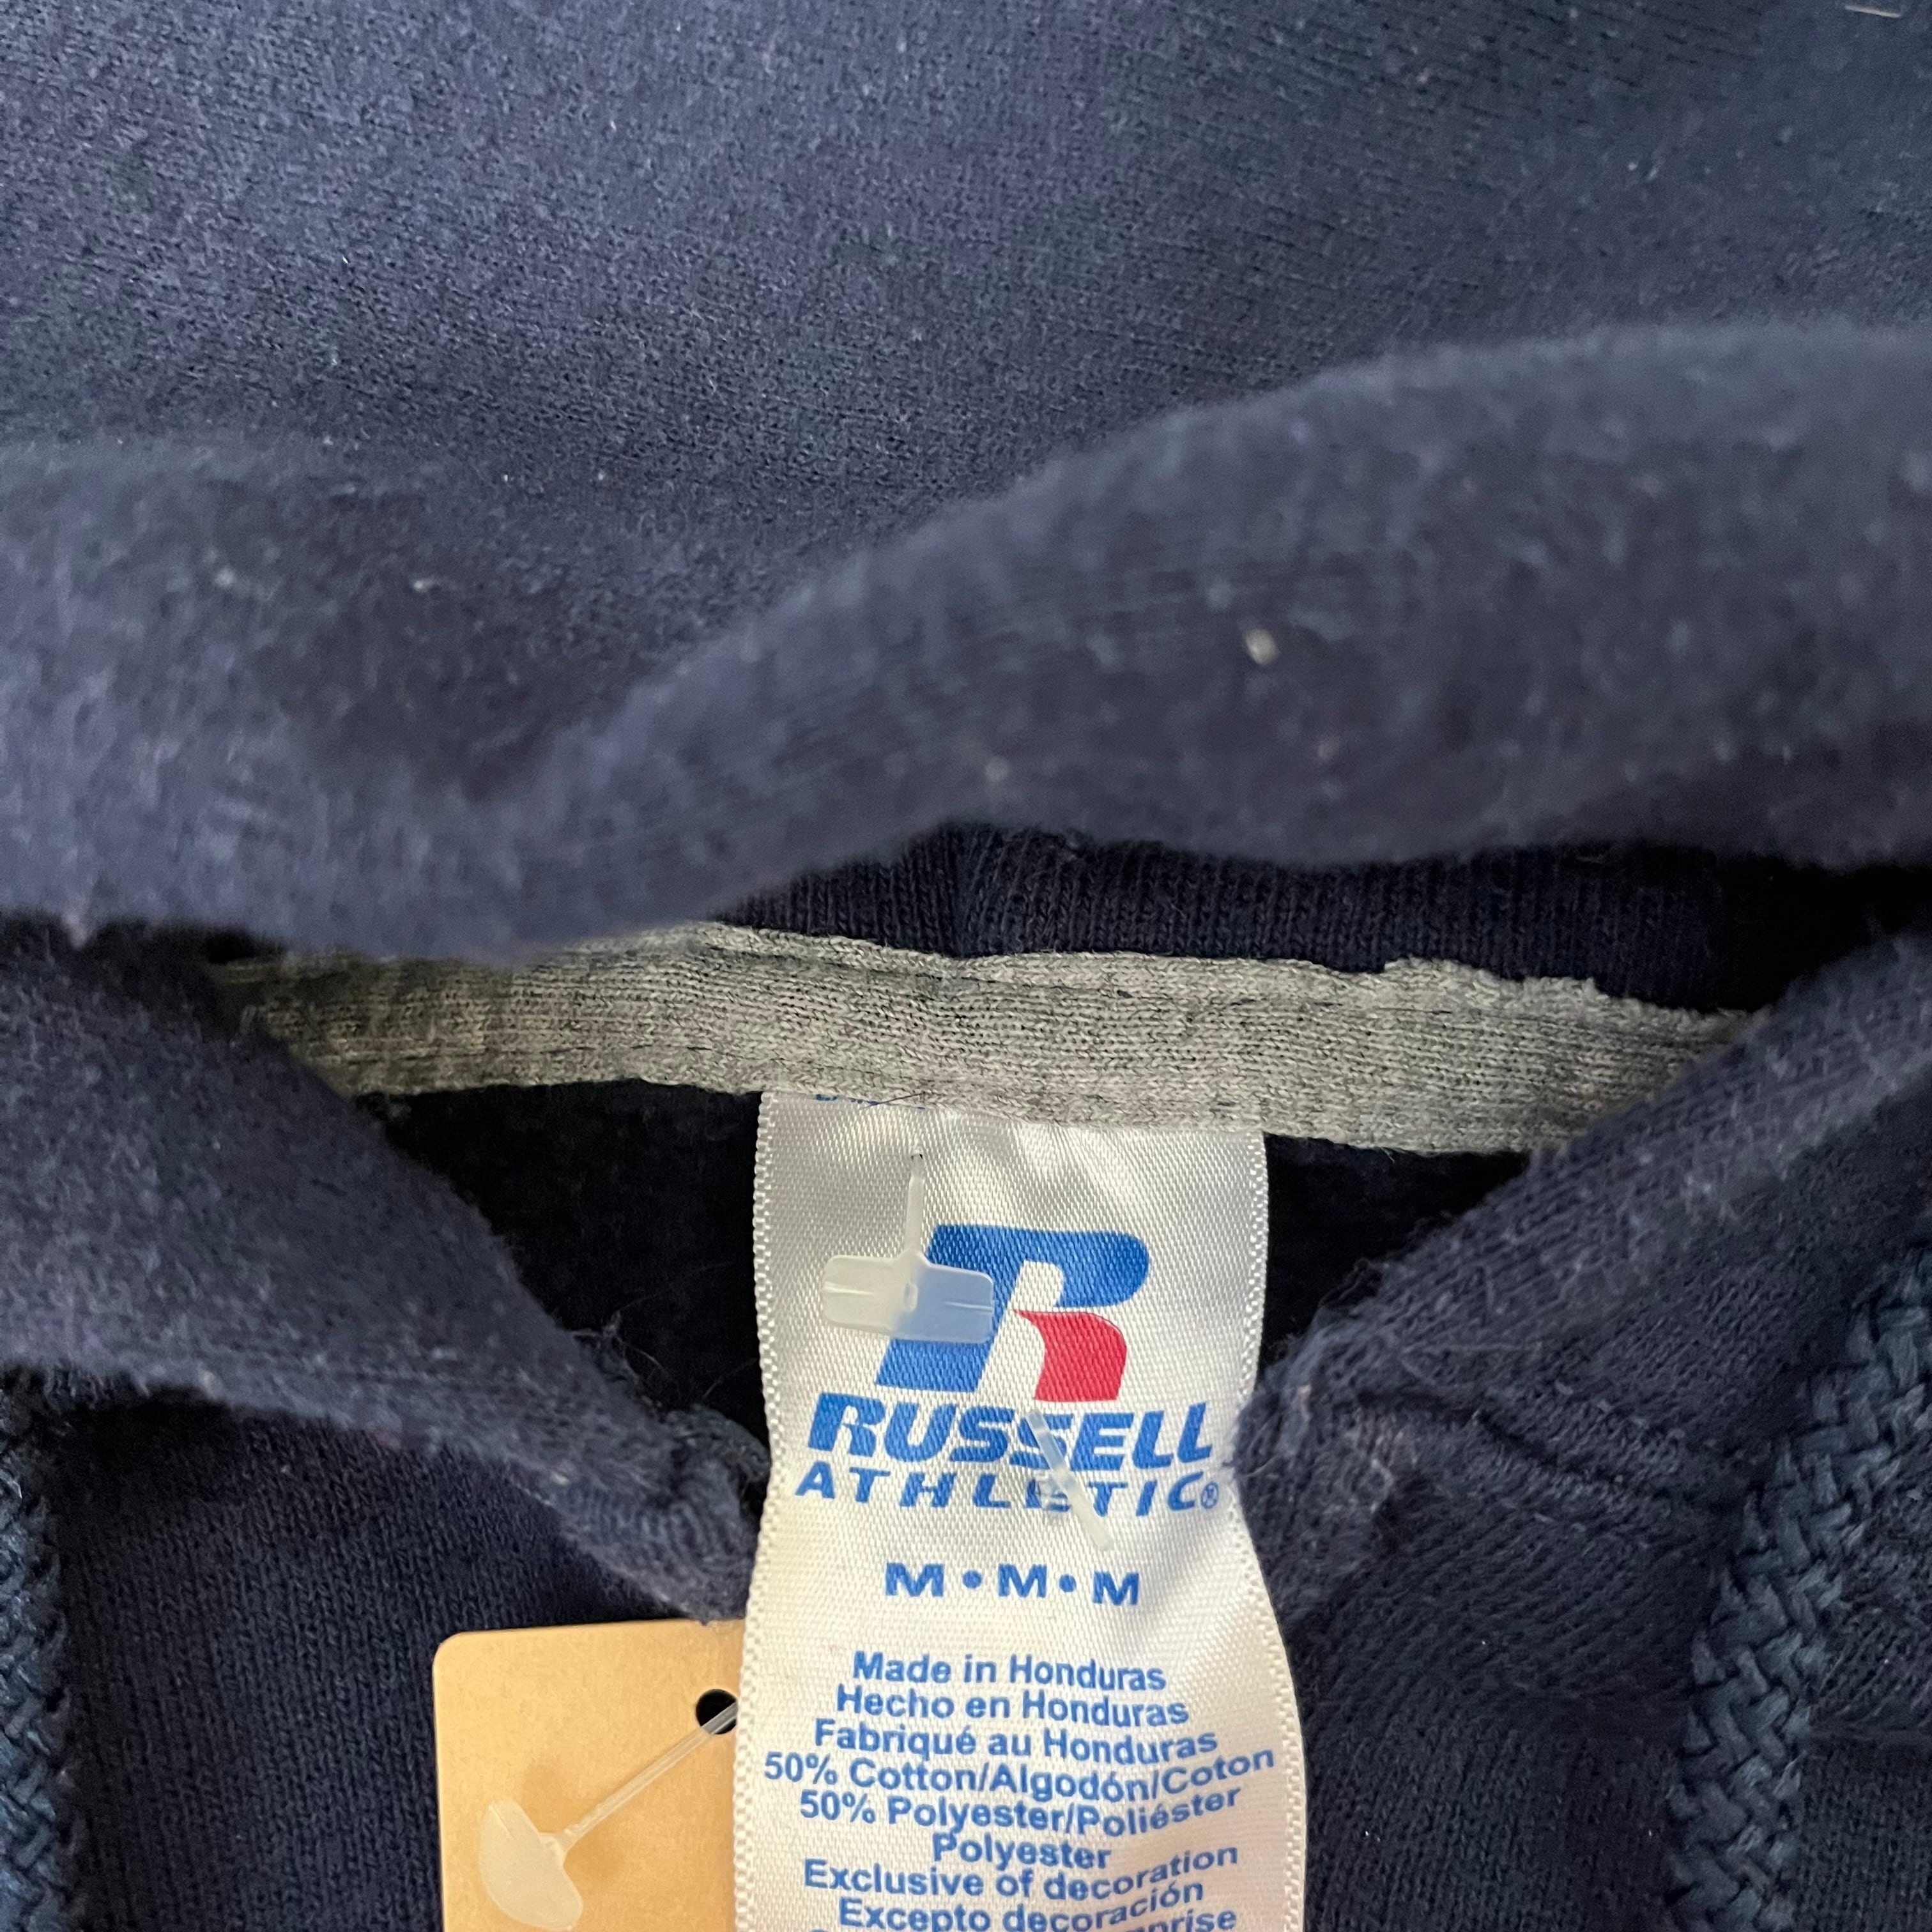 R
RUSSELL
ATHLETIC®
M • M • M
Made in Honduras
Hecho en Honduras
Fabriqué au Honduras
50% Cotton/Algodón/Coton
50% Polyester/Poliéster
Polyester
Exclusive of decoration
Excepto decoración